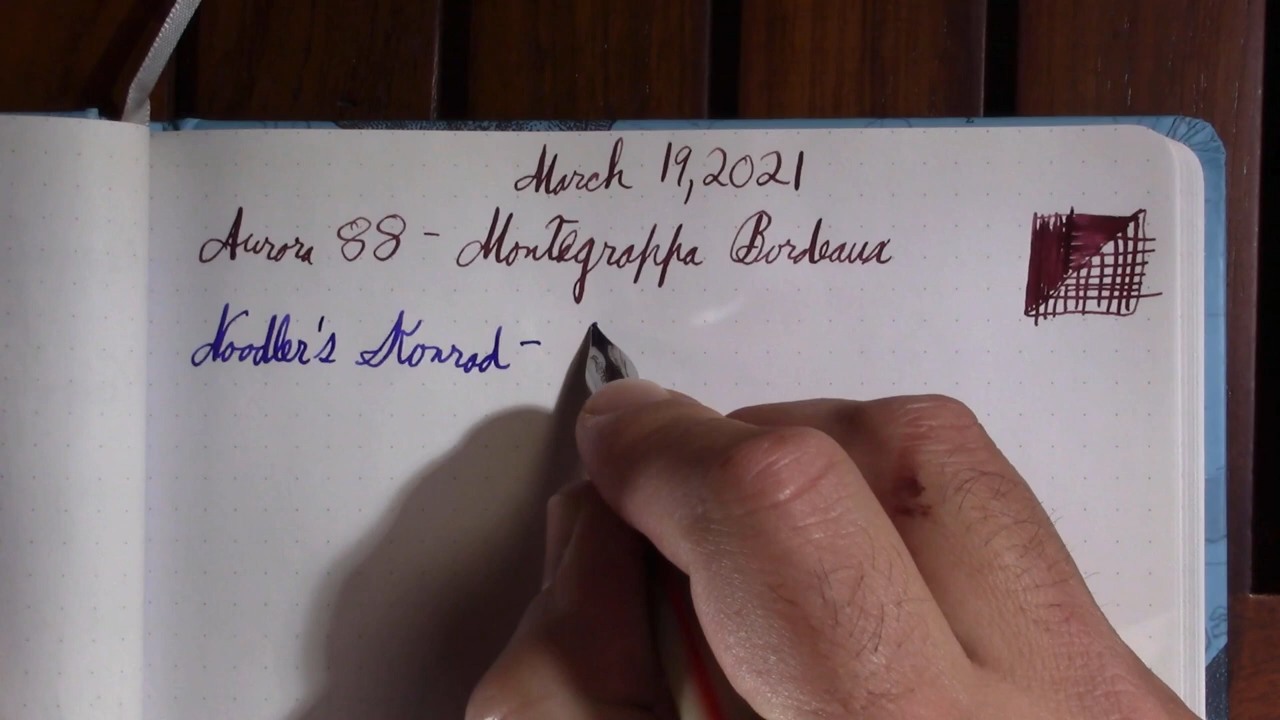 March 19, 2021
Aurora 88 - Montegrappa Bordeaux
Noodler's Konrad -